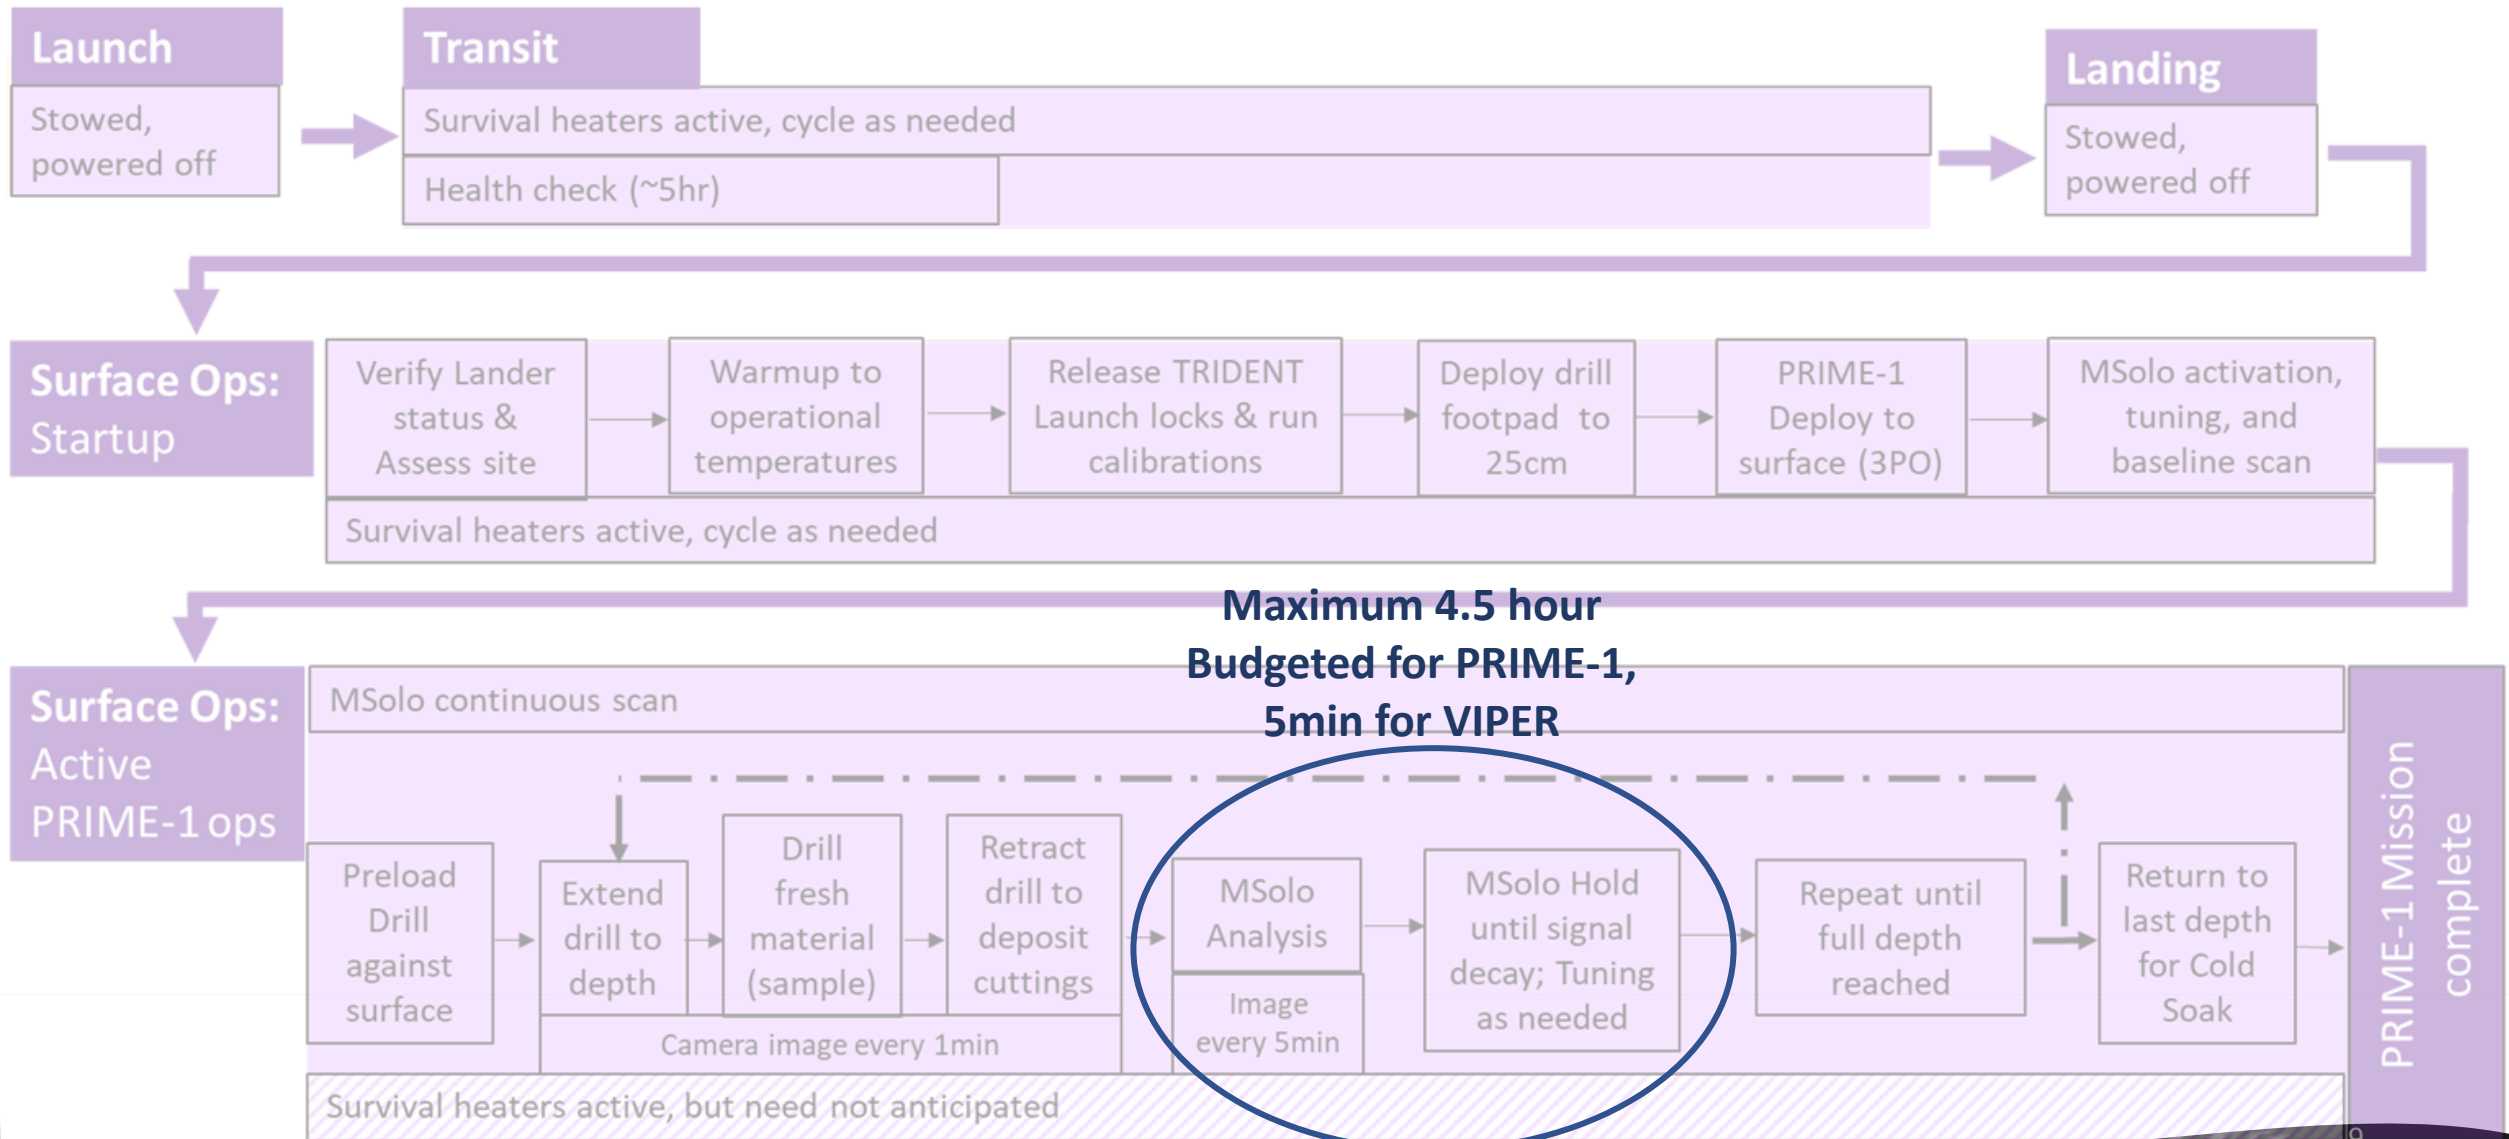 Launch
Stowed,
powered off
Transit
Survival heaters active, cycle as needed
Health check (~5hr)
Landing
Stowed,
powered off
Surface Ops:
Startup
Verify Lander
status &
Assess site
Warmup to
operational
temperatures
Release TRIDENT
Launch locks & run
calibrations
Deploy drill
footpad to
25cm
PRIME-1
Deploy to
surface (3PO)
MSolo activation,
tuning, and
baseline scan
Survival heaters active, cycle as needed
Maximum 4.5 hour
Budgeted for PRIME-1,
5min for VIPER
Surface Ops:
Active
PRIME-1 ops
MSolo continuous scan
Preload
Drill
against
surface
Extend
drill to
depth
Drill
fresh
material
(sample)
Retract
drill to
deposit
cuttings
Camera image every 1min
MSolo
Analysis
Image
every 5min
MSolo Hold
until signal
decay; Tuning
as needed
Repeat until
full depth
reached
Return to
last depth
for Cold
Soak
Survival heaters active, but need not anticipated
PRIME-1 Mission
complete
9